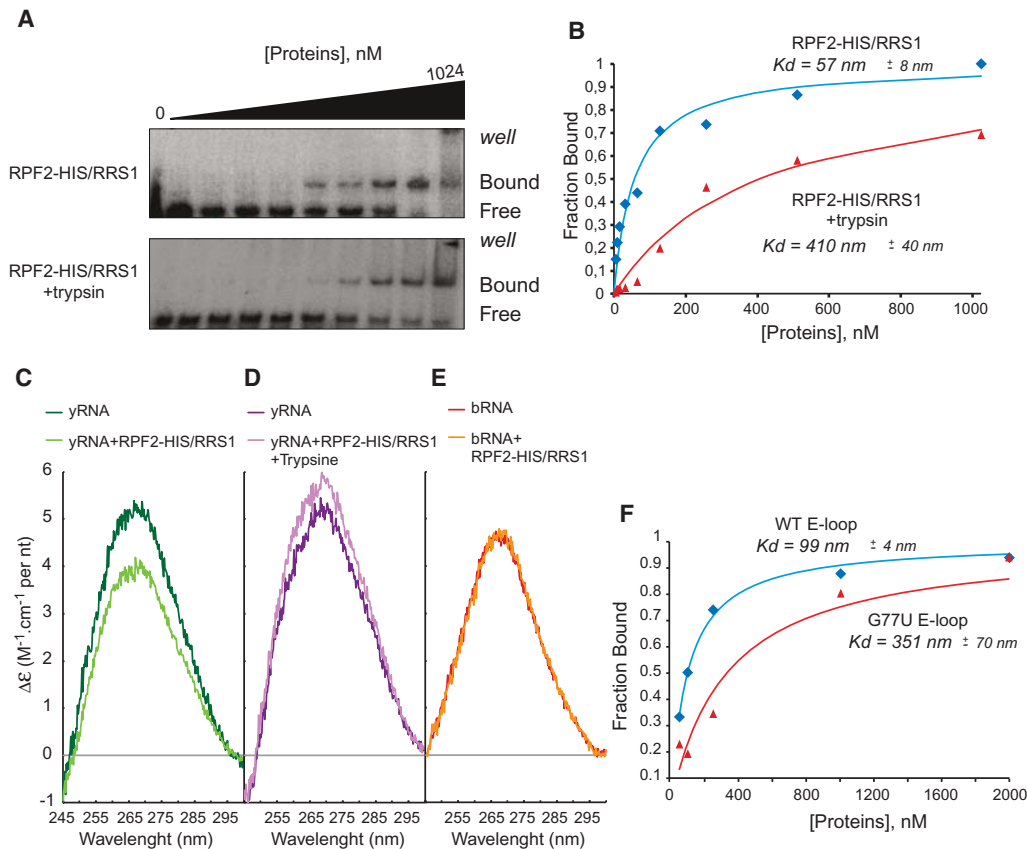 A
[Proteins], nM
0
1024
RPF2-HIS/RRS1
well
Bound
Free
RPF2-HIS/RRS1
+trypsin
well
Bound
Free
B
RPF2-HIS/RRS1
Kd = 57 nm ± 8 nm
RPF2-HIS/RRS1
+trypsin
Kd = 410 nm ± 40 nm
Fraction Bound
1
0,9
0,8
0,7
0,6
0,5
0,4
0,3
0,2
0,1
0
0 200 400 600 800 1000
[Proteins], nM
C
yRNA
yRNA+RPF2-HIS/RRS1
D
yRNA
yRNA+RPF2-HIS/RRS1
+Trypsine
E
bRNA
bRNA+
RPF2-HIS/RRS1
Δε (M-1.cm-1 per nt)
6
5
4
3
2
1
0
-1
245 255 265 275 285 295
Wavelenght (nm)
255 265 275 285 295
Wavelenght (nm)
255 265 275 285 295
Wavelenght (nm)
F
WT E-loop
Kd = 99 nm ± 4 nm
G77U E-loop
Kd = 351 nm ± 70 nm
Fraction Bound
1
0.9
0.8
0.7
0.6
0.5
0.4
0.3
0.2
0.1
0 400 800 1200 1600 2000
[Proteins], nM